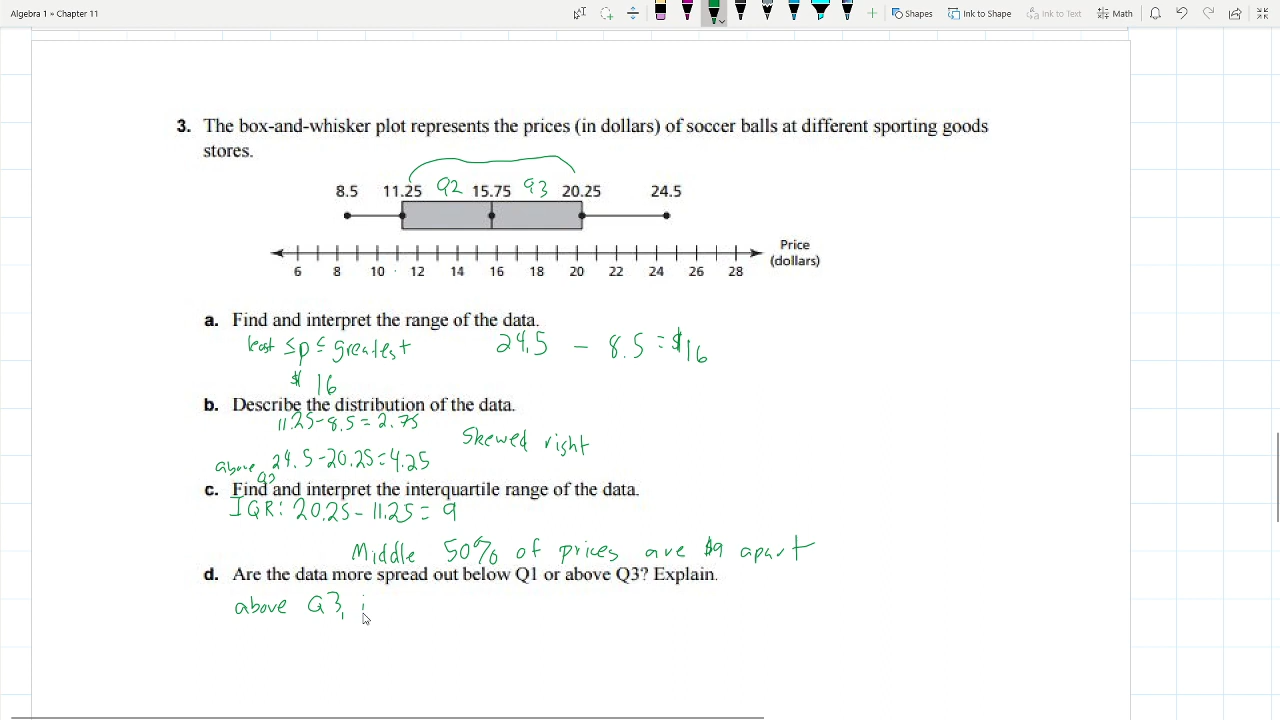 Algebra 1 » Chapter 11
Shapes Ink to Shape Ink to Text Math
3. The box-and-whisker plot represents the prices (in dollars) of soccer balls at different sporting goods
stores.
8.5 11.25 Q2 15.75 Q3 20.25 24.5
Price
(dollars)
6 8 10 12 14 16 18 20 22 24 26 28
a. Find and interpret the range of the data.
least ≤ p ≤ greatest 24.5 - 8.5 = $16
$ 16
b. Describe the distribution of the data.
11.25-8.5 = 2.75
Skewed right
above Q3 24.5-20.25=4.25
c. Find and interpret the interquartile range of the data.
IQR: 20.25 - 11.25 = 9
Middle 50% of prices are $9 apart
d. Are the data more spread out below Q1 or above Q3? Explain.
above Q3, i